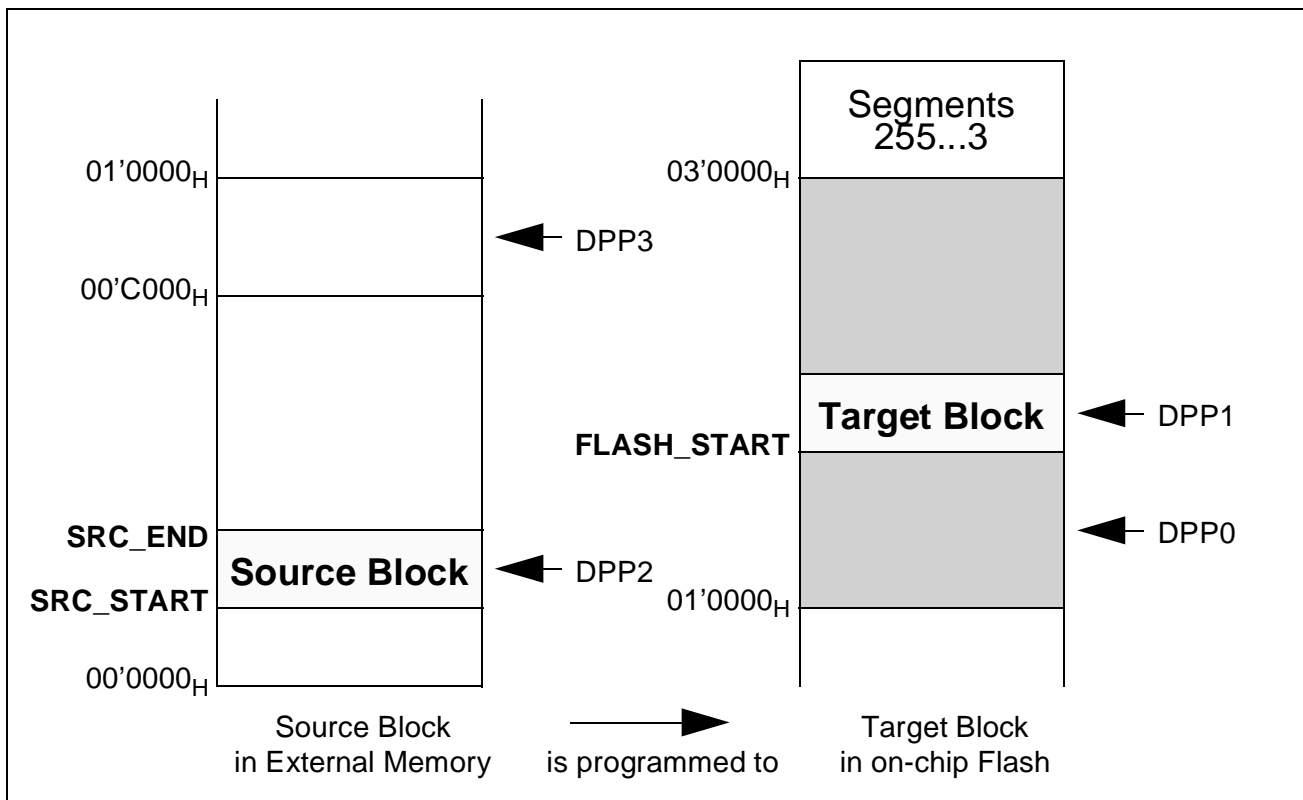 Segments
255...3
01’0000H
03’0000H
DPP3
00’C000H
Target Block
DPP1
FLASH_START
SRC_END
DPP0
Source Block
DPP2
SRC_START
01’0000H
00’0000H
Source Block
in External Memory
is programmed to
Target Block
in on-chip Flash